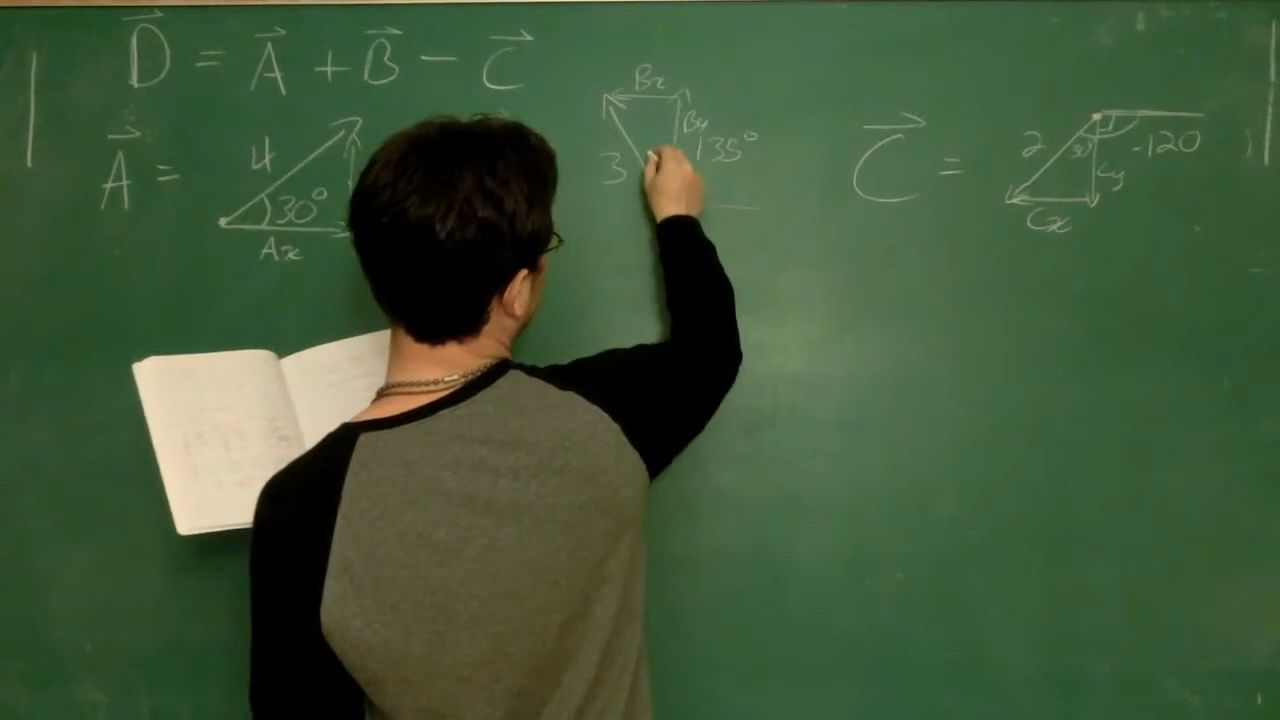 D = A + B - C
A = 4 30° Ax
3 Bx By 135°
C = 2 30 -120 Cy Cx